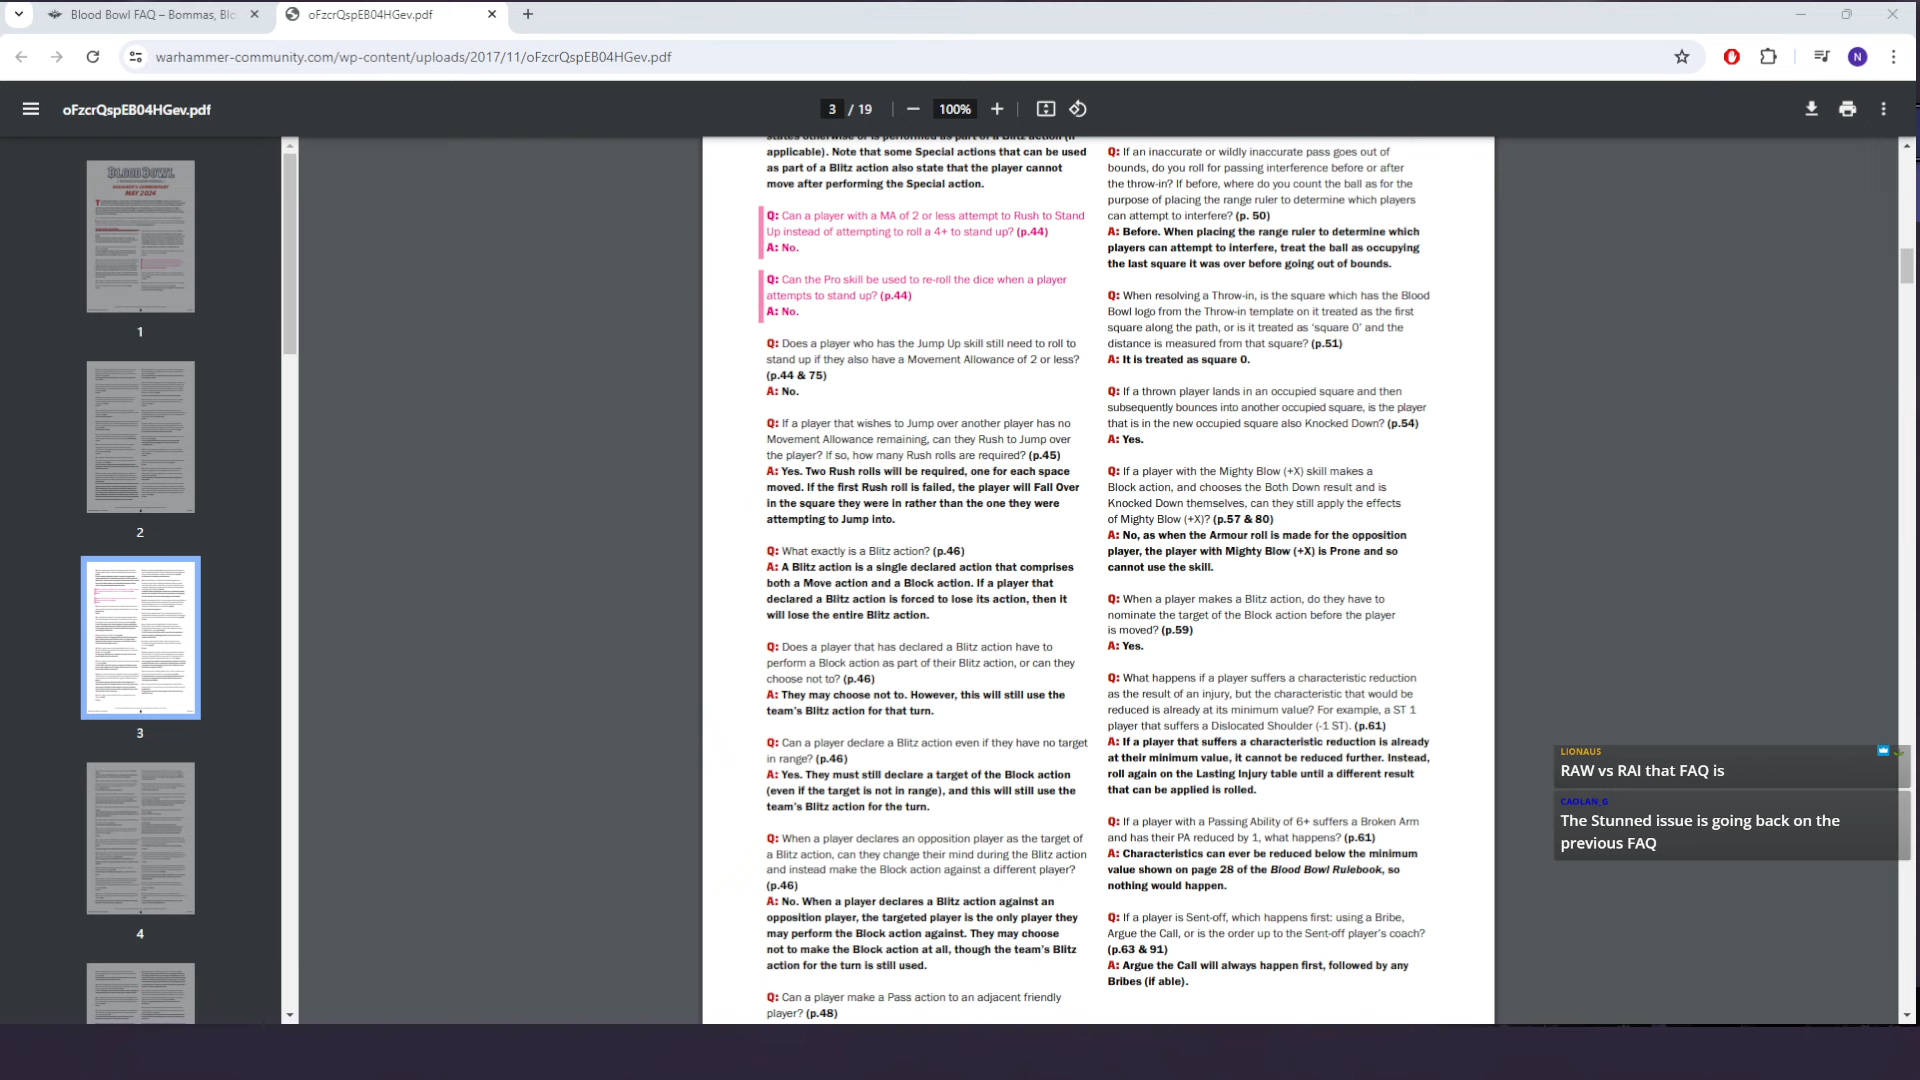 Blood Bowl FAQ – Bommas, Blo
oFzcrQspEB04HGev.pdf
warhammer-community.com/wp-content/uploads/2017/11/oFzcrQspEB04HGev.pdf
N
oFzcrQspEB04HGev.pdf
3 / 19
100%
BLOOD BOWL
MAY 2024
1
2
3
4
states otherwise or is performed as part of a Blitz action (if
applicable). Note that some Special actions that can be used
as part of a Blitz action also state that the player cannot
move after performing the Special action.
Q: Can a player with a MA of 2 or less attempt to Rush to Stand
Up instead of attempting to roll a 4+ to stand up? (p.44)
A: No.
Q: Can the Pro skill be used to re-roll the dice when a player
attempts to stand up? (p.44)
A: No.
Q: Does a player who has the Jump Up skill still need to roll to
stand up if they also have a Movement Allowance of 2 or less?
(p.44 & 75)
A: No.
Q: If a player that wishes to Jump over another player has no
Movement Allowance remaining, can they Rush to Jump over
the player? If so, how many Rush rolls are required? (p.45)
A: Yes. Two Rush rolls will be required, one for each space
moved. If the first Rush roll is failed, the player will Fall Over
in the square they were in rather than the one they were
attempting to Jump into.
Q: What exactly is a Blitz action? (p.46)
A: A Blitz action is a single declared action that comprises
both a Move action and a Block action. If a player that
declared a Blitz action is forced to lose its action, then it
will lose the entire Blitz action.
Q: Does a player that has declared a Blitz action have to
perform a Block action as part of their Blitz action, or can they
choose not to? (p.46)
A: They may choose not to. However, this will still use the
team's Blitz action for that turn.
Q: Can a player declare a Blitz action even if they have no target
in range? (p.46)
A: Yes. They must still declare a target of the Block action
(even if the target is not in range), and this will still use the
team's Blitz action for the turn.
Q: When a player declares an opposition player as the target of
a Blitz action, can they change their mind during the Blitz action
and instead make the Block action against a different player?
(p.46)
A: No. When a player declares a Blitz action against an
opposition player, the targeted player is the only player they
may perform the Block action against. They may choose
not to make the Block action at all, though the team's Blitz
action for the turn is still used.
Q: Can a player make a Pass action to an adjacent friendly
player? (p.48)
Q: If an inaccurate or wildly inaccurate pass goes out of
bounds, do you roll for passing interference before or after
the throw-in? If before, where do you count the ball as for the
purpose of placing the range ruler to determine which players
can attempt to interfere? (p. 50)
A: Before. When placing the range ruler to determine which
players can attempt to interfere, treat the ball as occupying
the last square it was over before going out of bounds.
Q: When resolving a Throw-in, is the square which has the Blood
Bowl logo from the Throw-in template on it treated as the first
square along the path, or is it treated as ‘square 0’ and the
distance is measured from that square? (p.51)
A: It is treated as square 0.
Q: If a thrown player lands in an occupied square and then
subsequently bounces into another occupied square, is the player
that is in the new occupied square also Knocked Down? (p.54)
A: Yes.
Q: If a player with the Mighty Blow (+X) skill makes a
Block action, and chooses the Both Down result and is
Knocked Down themselves, can they still apply the effects
of Mighty Blow (+X)? (p.57 & 80)
A: No, as when the Armour roll is made for the opposition
player, the player with Mighty Blow (+X) is Prone and so
cannot use the skill.
Q: When a player makes a Blitz action, do they have to
nominate the target of the Block action before the player
is moved? (p.59)
A: Yes.
Q: What happens if a player suffers a characteristic reduction
as the result of an injury, but the characteristic that would be
reduced is already at its minimum value? For example, a ST 1
player that suffers a Dislocated Shoulder (-1 ST). (p.61)
A: If a player that suffers a characteristic reduction is already
at their minimum value, it cannot be reduced further. Instead,
roll again on the Lasting Injury table until a different result
that can be applied is rolled.
Q: If a player with a Passing Ability of 6+ suffers a Broken Arm
and has their PA reduced by 1, what happens? (p.61)
A: Characteristics can ever be reduced below the minimum
value shown on page 28 of the Blood Bowl Rulebook, so
nothing would happen.
Q: If a player is Sent-off, which happens first: using a Bribe,
Argue the Call, or is the order up to the Sent-off player's coach?
(p.63 & 91)
A: Argue the Call will always happen first, followed by any
Bribes (if able).
LIONAUS
RAW vs RAI that FAQ is
CAOLAN_G
The Stunned issue is going back on the
previous FAQ